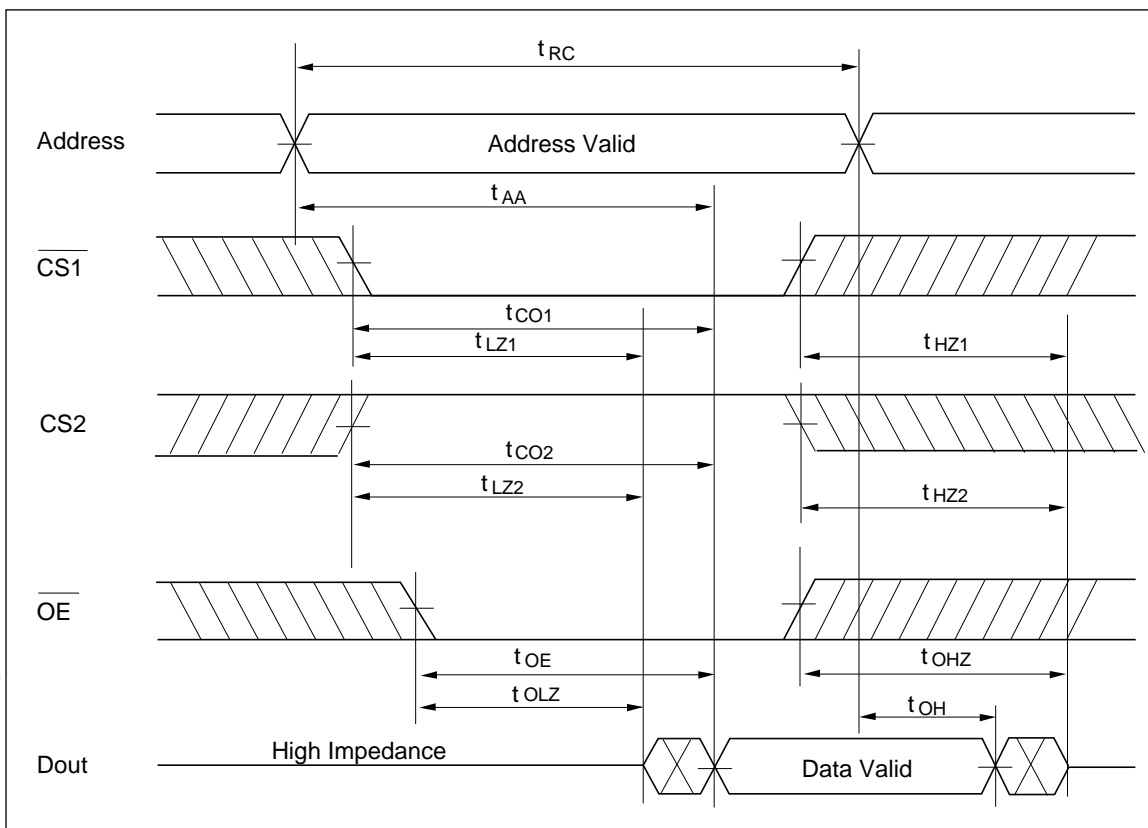 t RC
Address
Address Valid
t AA
CS1
t CO1
t LZ1
t HZ1
CS2
t CO2
t LZ2
t HZ2
OE
t OE
t OHZ
t OLZ
t OH
High Impedance
Dout
Data Valid